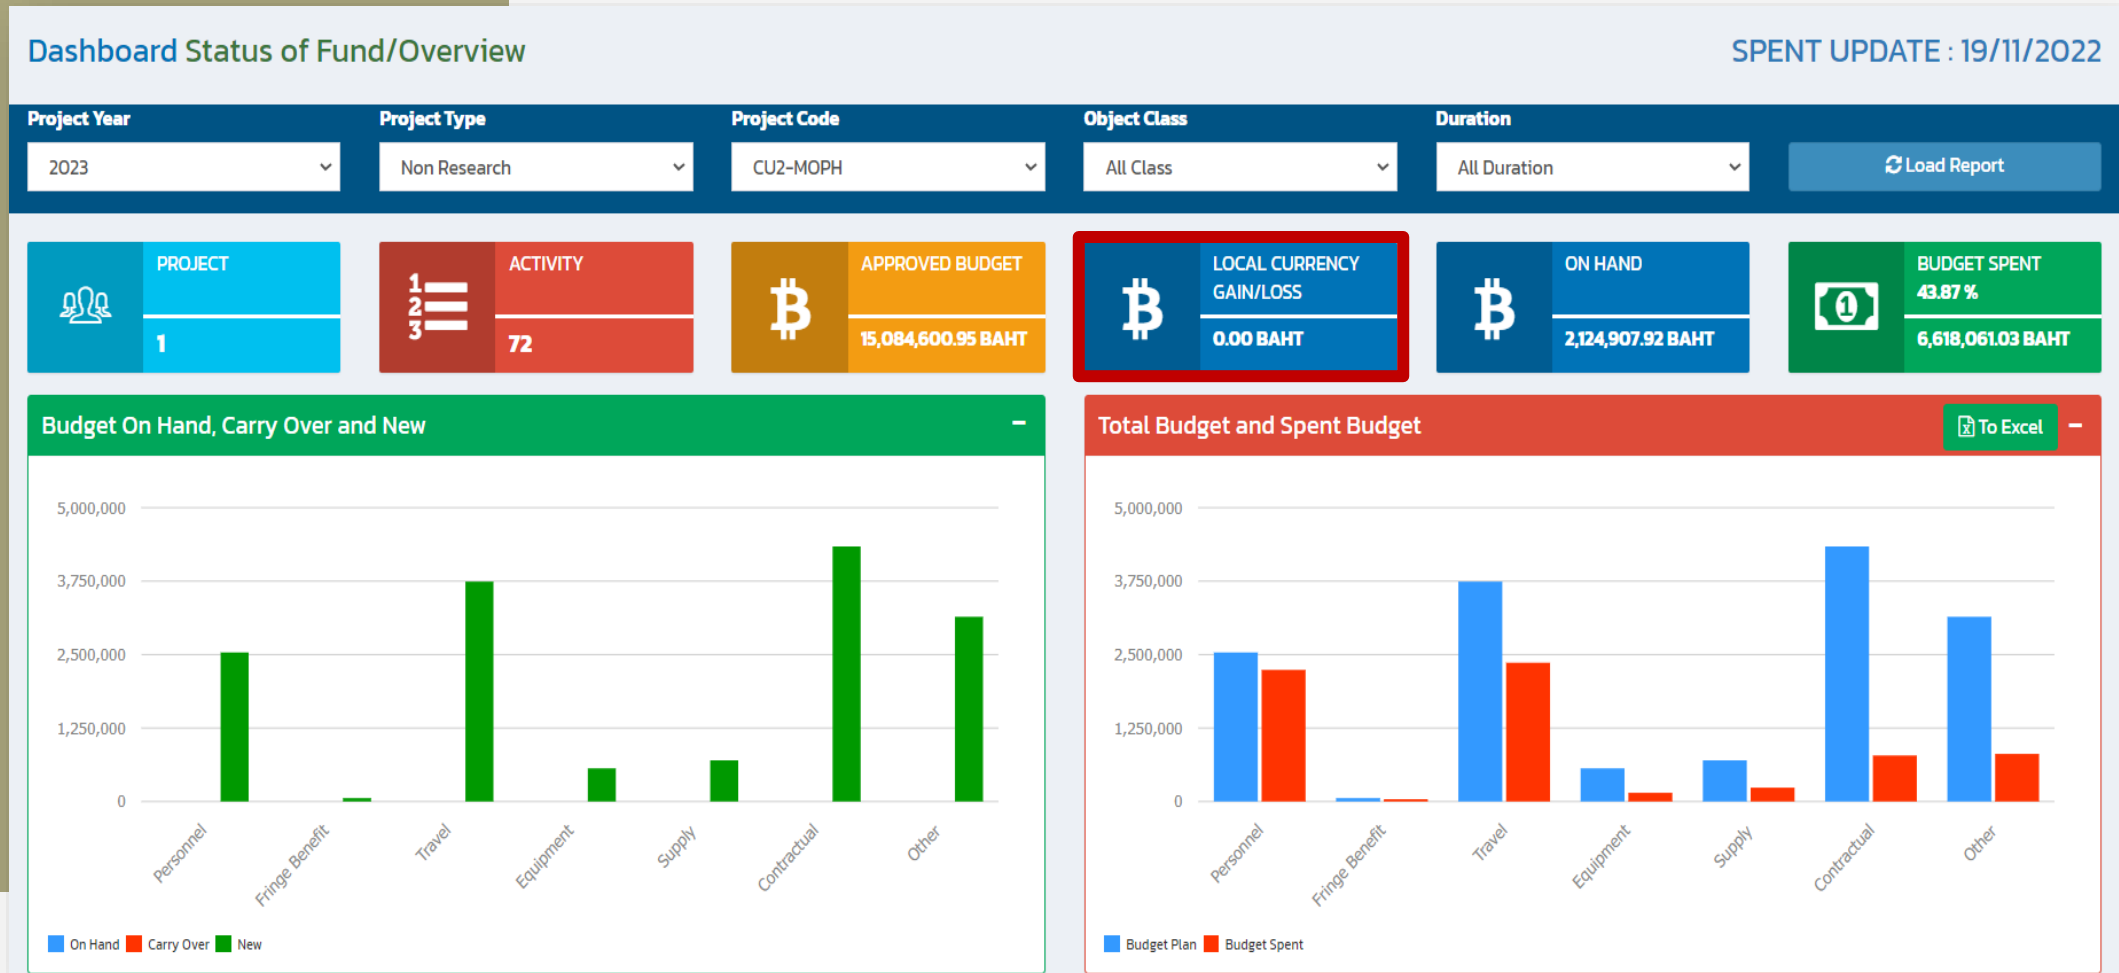 Dashboard Status of Fund/Overview
SPENT UPDATE : 19/11/2022
Project Year
Project Type
Project Code
Object Class
Duration
2023
Non Research
CU2-MOPH
All Class
All Duration
Load Report
PROJECT
1
1
2
3
ACTIVITY
72
APPROVED BUDGET
15,084,600.95 BAHT
LOCAL CURRENCY
GAIN/LOSS
0.00 BAHT
ON HAND
2,124,907.92 BAHT
1
BUDGET SPENT
43.87 %
6,618,061.03 BAHT
Budget On Hand, Carry Over and New
5,000,000
3,750,000
2,500,000
1,250,000
0
Personnel
Fringe Benefit
Travel
Equipment
Supply
Contractual
Other
On Hand Carry Over New
Total Budget and Spent Budget
To Excel
5,000,000
3,750,000
2,500,000
1,250,000
0
Personnel
Fringe Benefit
Travel
Equipment
Supply
Contractual
Other
Budget Plan Budget Spent